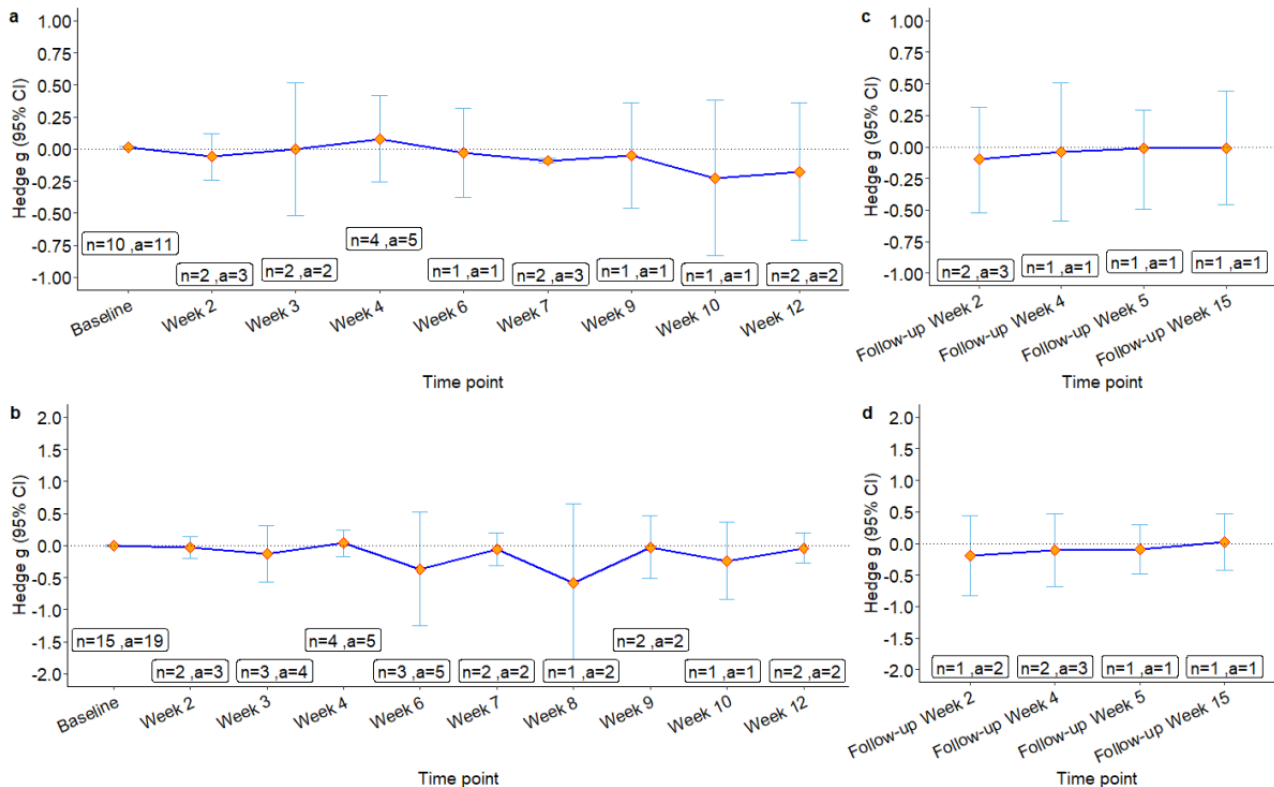 a
Hedge g (95% CI)
1.00
0.75
0.50
0.25
0.00
-0.25
-0.50
-0.75
-1.00
n=10 ,a=11
n=2 ,a=3
n=2 ,a=2
n=4 ,a=5
n=1 ,a=1
n=2 ,a=3
n=1 ,a=1
n=1 ,a=1
n=2 ,a=2
Baseline
Week 2
Week 3
Week 4
Week 6
Week 7
Week 9
Week 10
Week 12
Time point
c
Hedge g (95% CI)
1.00
0.75
0.50
0.25
0.00
-0.25
-0.50
-0.75
-1.00
n=2 ,a=3
n=1 ,a=1
n=1 ,a=1
n=1 ,a=1
Follow-up Week 2
Follow-up Week 4
Follow-up Week 5
Follow-up Week 15
Time point
b
Hedge g (95% CI)
2.0
1.5
1.0
0.5
0.0
-0.5
-1.0
-1.5
-2.0
n=15 ,a=19
n=2 ,a=3
n=3 ,a=4
n=4 ,a=5
n=3 ,a=5
n=2 ,a=2
n=1 ,a=2
n=2 ,a=2
n=1 ,a=1
n=2 ,a=2
Baseline
Week 2
Week 3
Week 4
Week 6
Week 7
Week 8
Week 9
Week 10
Week 12
Time point
d
Hedge g (95% CI)
2.0
1.5
1.0
0.5
0.0
-0.5
-1.0
-1.5
-2.0
n=1 ,a=2
n=2 ,a=3
n=1 ,a=1
n=1 ,a=1
Follow-up Week 2
Follow-up Week 4
Follow-up Week 5
Follow-up Week 15
Time point